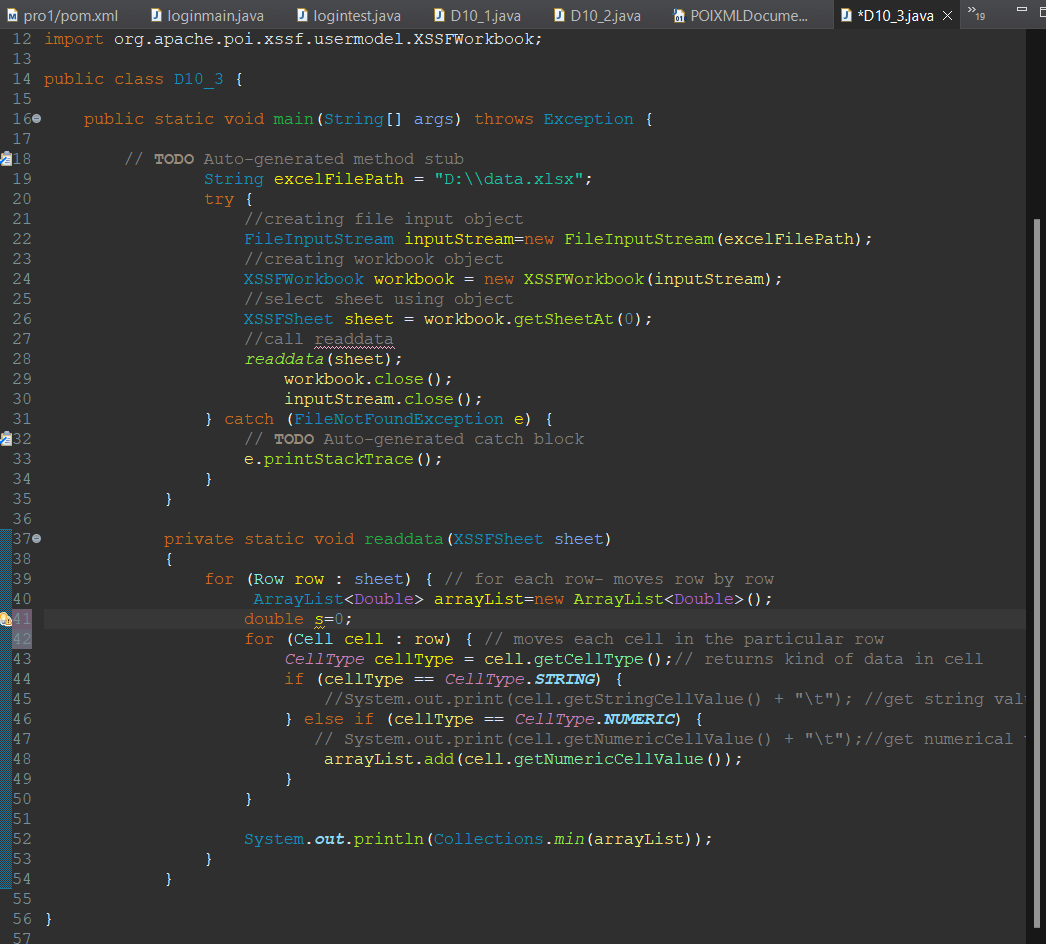 pro1/pom.xml loginmain.java logintest.java D10_1.java D10_2.java POIXMLDocume... *D10_3.java »19
12 import org.apache.poi.xssf.usermodel.XSSFWorkbook;
13
14 public class D10_3 {
15
16 public static void main(String[] args) throws Exception {
17
18 // TODO Auto-generated method stub
19 String excelFilePath = "D:\\data.xlsx";
20 try {
21 //creating file input object
22 FileInputStream inputStream=new FileInputStream(excelFilePath);
23 //creating workbook object
24 XSSFWorkbook workbook = new XSSFWorkbook(inputStream);
25 //select sheet using object
26 XSSFSheet sheet = workbook.getSheetAt(0);
27 //call readdata
28 readdata(sheet);
29 workbook.close();
30 inputStream.close();
31 } catch (FileNotFoundException e) {
32 // TODO Auto-generated catch block
33 e.printStackTrace();
34 }
35 }
36
37 private static void readdata(XSSFSheet sheet)
38 {
39 for (Row row : sheet) { // for each row- moves row by row
40 ArrayList<Double> arrayList=new ArrayList<Double>();
41 double s=0;
42 for (Cell cell : row) { // moves each cell in the particular row
43 CellType cellType = cell.getCellType();// returns kind of data in cell
44 if (cellType == CellType.STRING) {
45 //System.out.print(cell.getStringCellValue() + "\t"); //get string val
46 } else if (cellType == CellType.NUMERIC) {
47 // System.out.print(cell.getNumericCellValue() + "\t");//get numerical
48 arrayList.add(cell.getNumericCellValue());
49 }
50 }
51
52 System.out.println(Collections.min(arrayList));
53 }
54 }
55
56 }
57